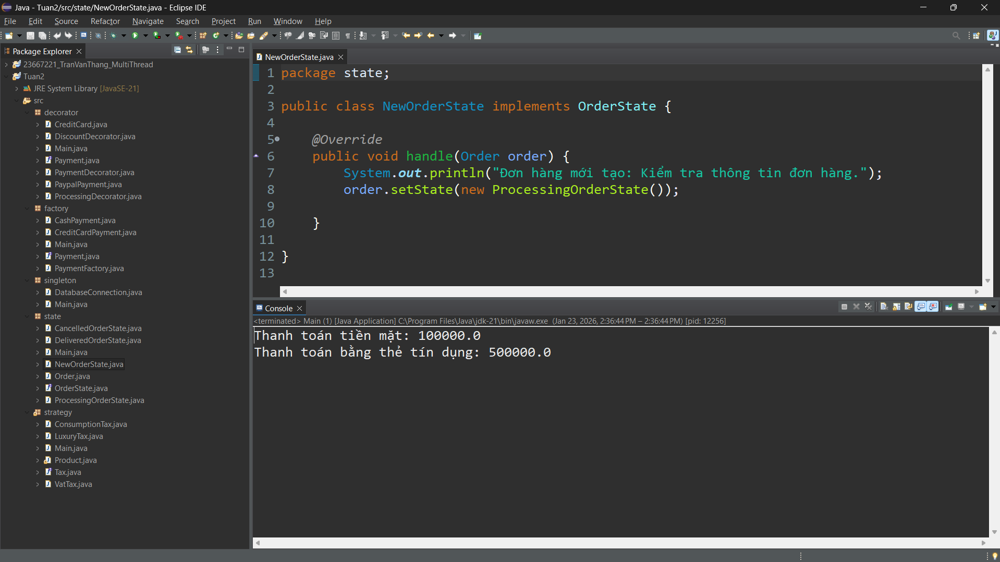 Java - Tuan2/src/state/NewOrderState.java - Eclipse IDE
File Edit Source Refactor Navigate Search Project Run Window Help
Package Explorer
23667221_TranVanThang_MultiThread
Tuan2
JRE System Library [JavaSE-21]
src
decorator
CreditCard.java
DiscountDecorator.java
Main.java
Payment.java
PaymentDecorator.java
PaypalPayment.java
ProcessingDecorator.java
factory
CashPayment.java
CreditCardPayment.java
Main.java
Payment.java
PaymentFactory.java
singleton
DatabaseConnection.java
Main.java
state
CancelledOrderState.java
DeliveredOrderState.java
Main.java
NewOrderState.java
Order.java
OrderState.java
ProcessingOrderState.java
strategy
ConsumptionTax.java
LuxuryTax.java
Main.java
Product.java
Tax.java
VatTax.java
NewOrderState.java
1 package state;
2
3 public class NewOrderState implements OrderState {
4
5 @Override
6 public void handle(Order order) {
7 System.out.println("Đơn hàng mới tạo: Kiểm tra thông tin đơn hàng.");
8 order.setState(new ProcessingOrderState());
9
10 }
11
12 }
13
Console
<terminated> Main (1) [Java Application] C:\Program Files\Java\jdk-21\bin\javaw.exe (Jan 23, 2026, 2:36:44 PM – 2:36:44 PM) [pid: 12256]
Thanh toán tiền mặt: 100000.0
Thanh toán bằng thẻ tín dụng: 500000.0